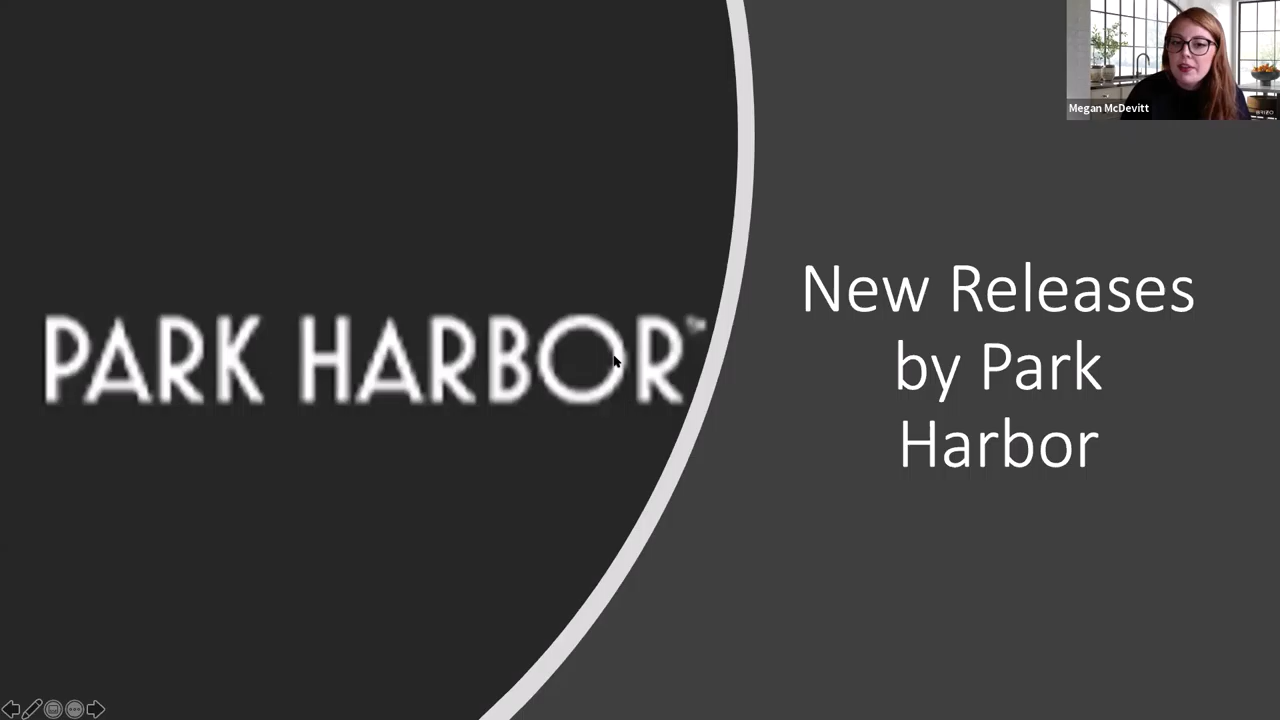 Megan McDevitt
PARK HARBOR™
New Releases
by Park
Harbor